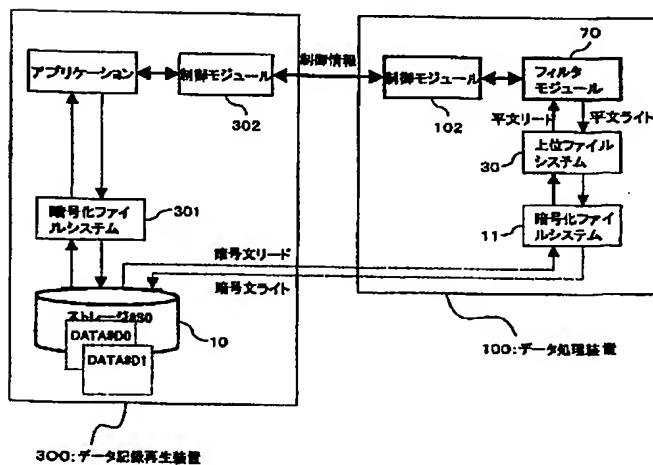 アプリケーション
制御モジュール
302
制御情報
制御モジュール
102
70
フィルタ
モジュール
平文リード
平文ライト
30
上位ファイル
システム
暗号化ファイ
ルシステム
301
11
暗号化ファイ
ルシステム
暗号文リード
暗号文ライト
ストレージ#S0
DATA#D0
DATA#D1
10
100:データ処理装置
300:データ記録再生装置